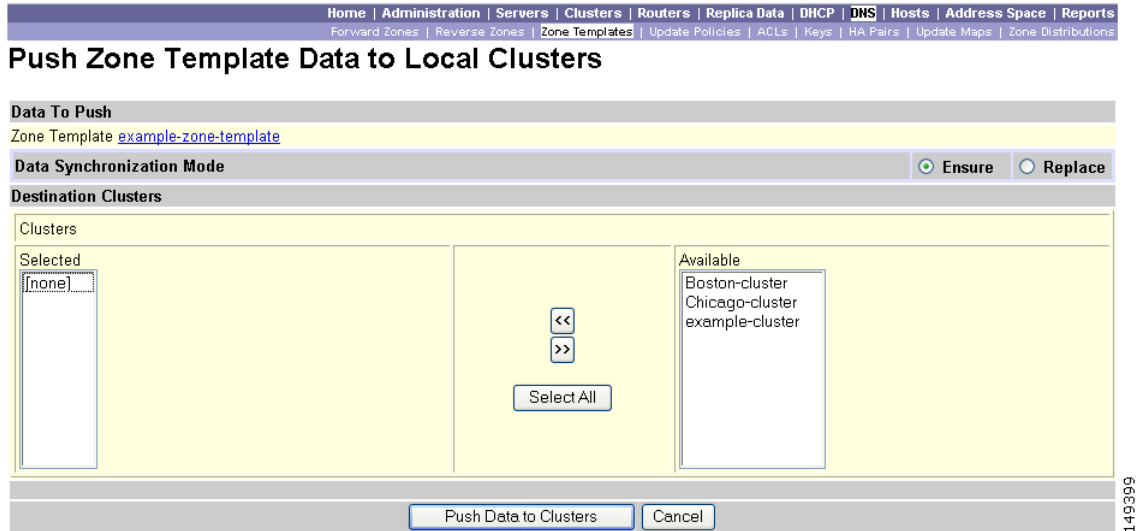 Home | Administration | Servers | Clusters | Routers | Replica Data | DHCP | DNS | Hosts | Address Space | Reports
Forward Zones | Reverse Zones | Zone Templates | Update Policies | ACLs | Keys | HA Pairs | Update Maps | Zone Distributions
Push Zone Template Data to Local Clusters
Data To Push
Zone Template example-zone-template
Data Synchronization Mode Ensure Replace
Destination Clusters
Clusters
Selected
[none]
<<
>>
Select All
Available
Boston-cluster
Chicago-cluster
example-cluster
Push Data to Clusters Cancel
149399